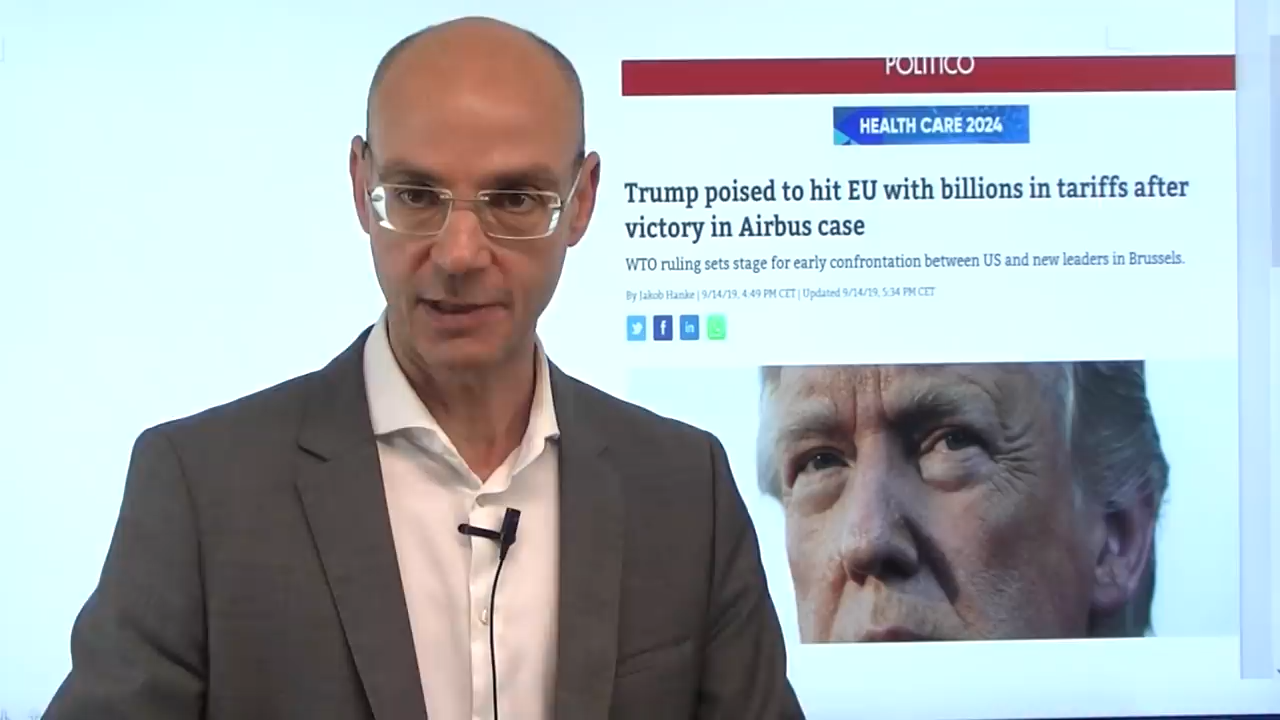 POLITICO
HEALTH CARE 2024
Trump poised to hit EU with billions in tariffs after
victory in Airbus case
WTO ruling sets stage for early confrontation between US and new leaders in Brussels.
By Jakob Hanke | 9/14/19, 4:49 PM CET | Updated 9/14/19, 5:34 PM CET
f
in